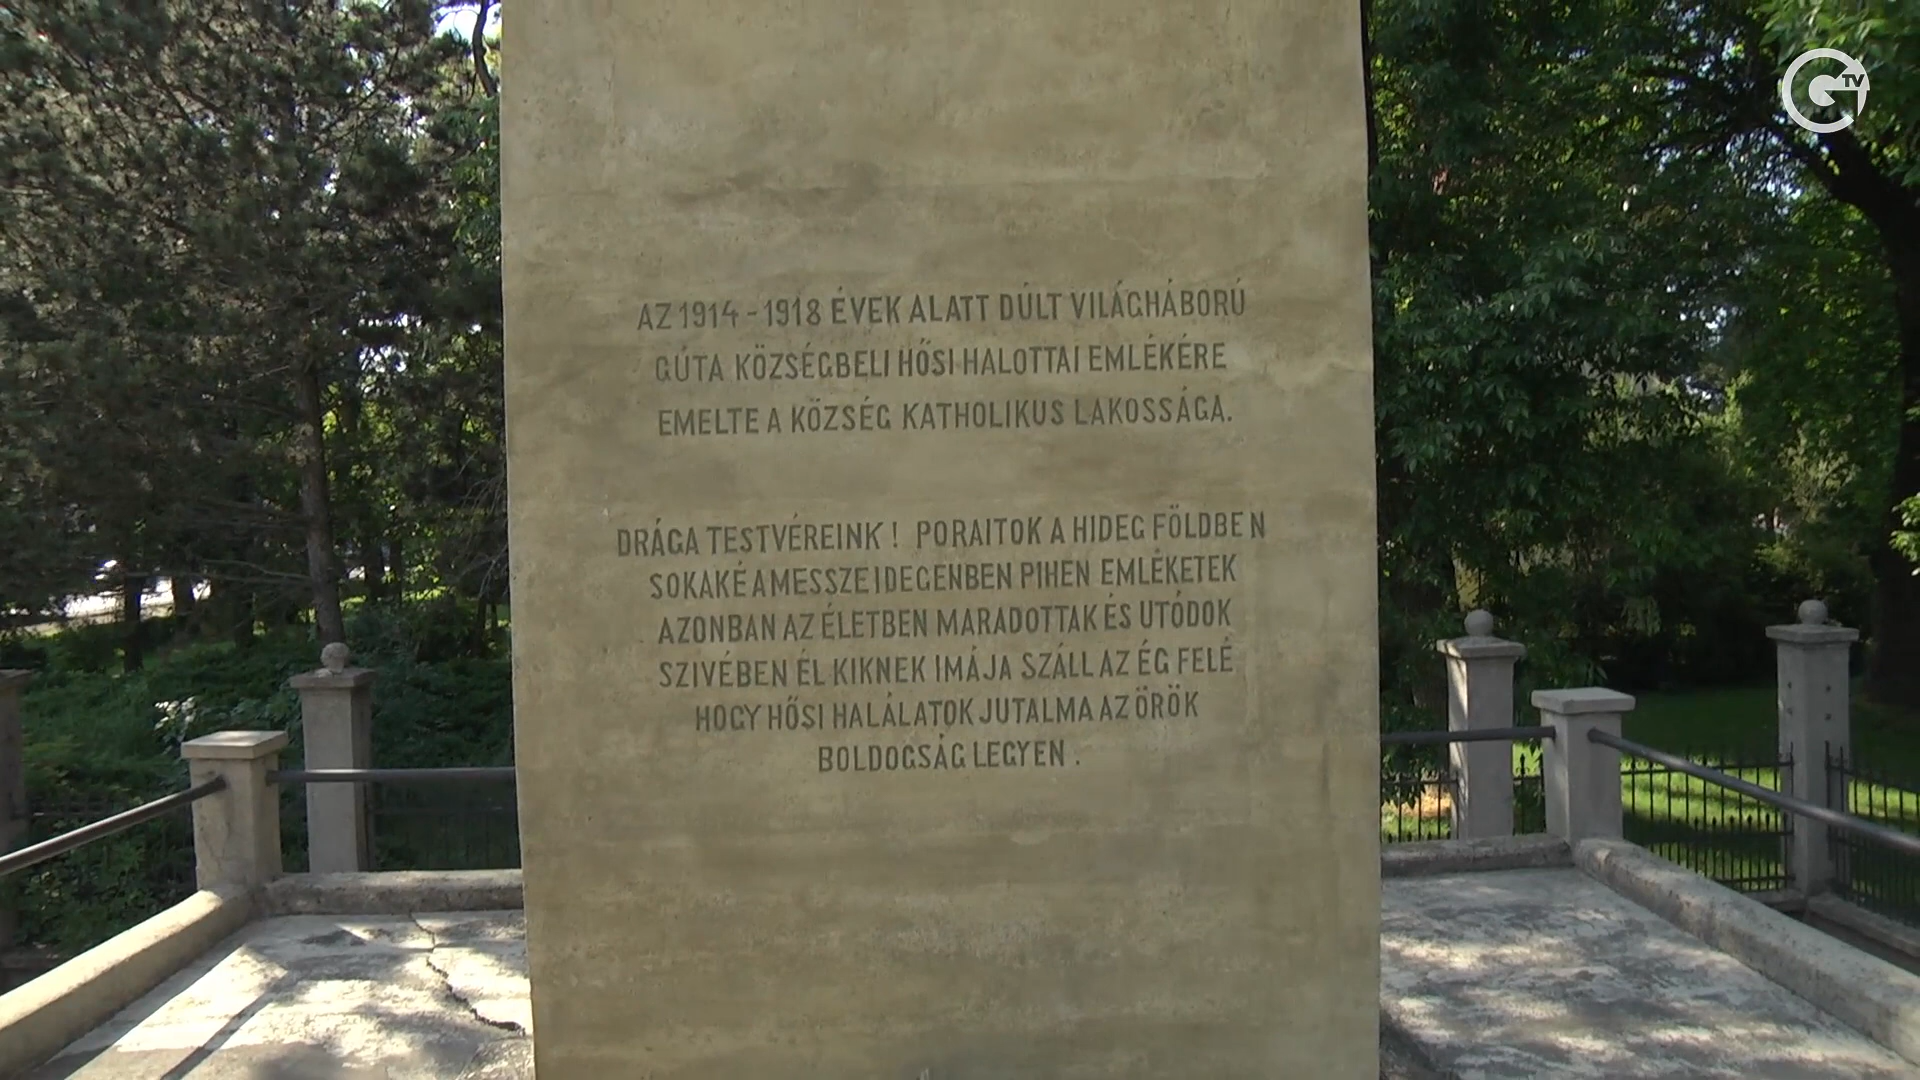 AZ 1914 - 1918 ÉVEK ALATT DÚLT VILÁGHÁBORÚ
GÚTA KÖZSÉGBELI HŐSI HALOTTAI EMLÉKÉRE
EMELTE A KÖZSÉG KATHOLIKUS LAKOSSÁGA.
DRÁGA TESTVÉREINK! PORAITOK A HIDEG FÖLDBEN
SOKAKÉ A MESSZE IDEGENBEN PIHEN EMLÉKETEK
AZONBAN AZ ÉLETBEN MARADOTTAK ÉS UTÓDOK
SZIVÉBEN ÉL KIKNEK IMÁJA SZÁLL AZ ÉG FELÉ
HOGY HŐSI HALÁLATOK JUTALMA AZ ÖRÖK
BOLDOGSÁG LEGYEN.
GTV